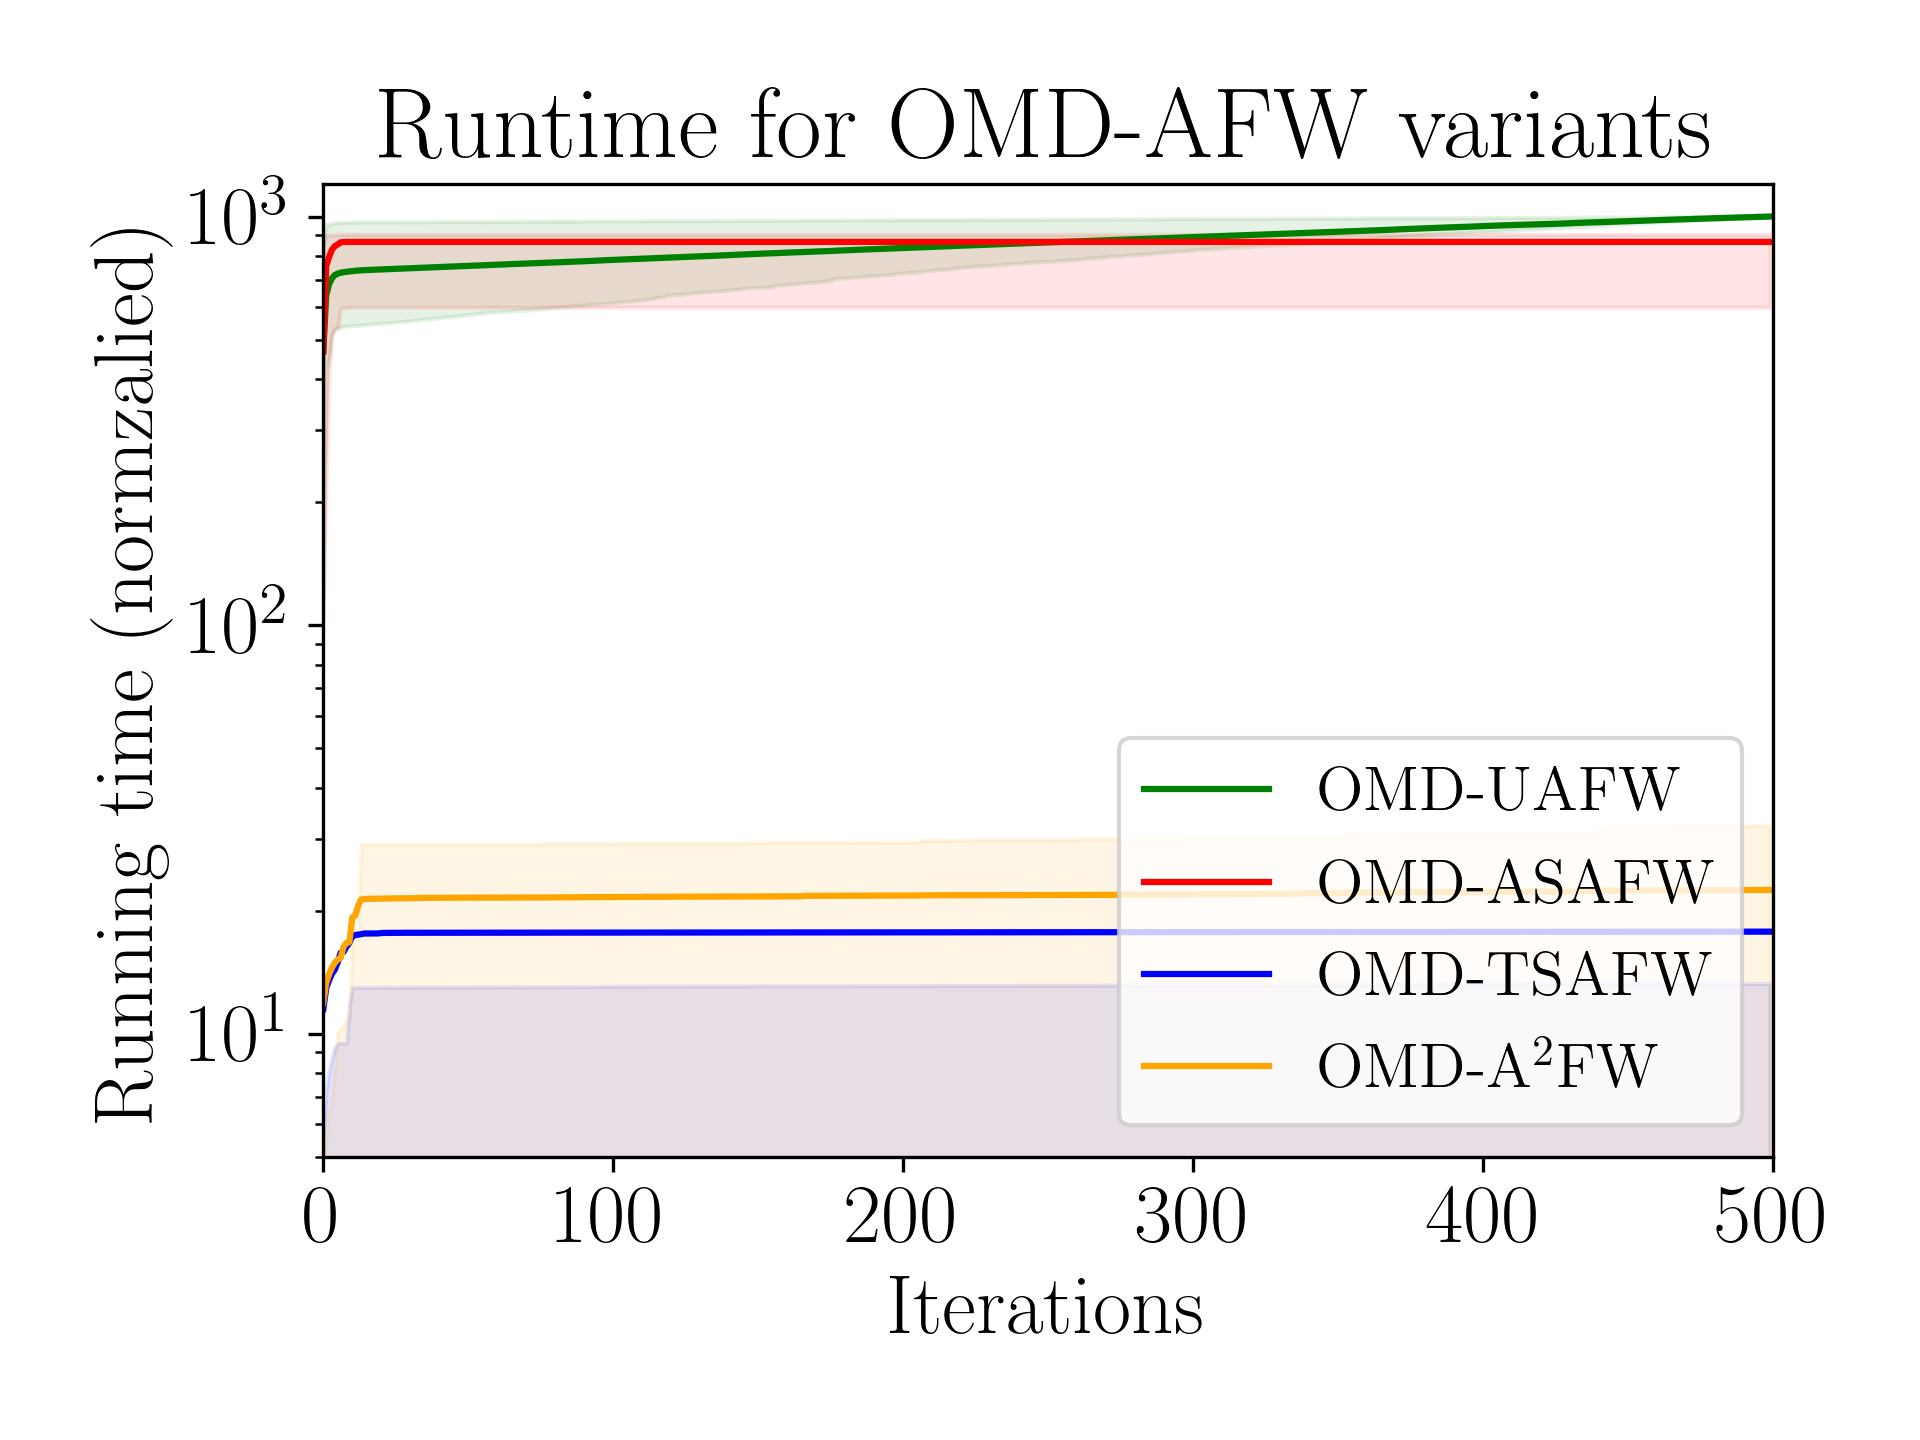 Runtime for OMD-AFW variants
Running time (normzalied)
10³
10²
10¹
OMD-UAFW
OMD-ASAFW
OMD-TSAFW
OMD-A²FW
0 100 200 300 400 500
Iterations